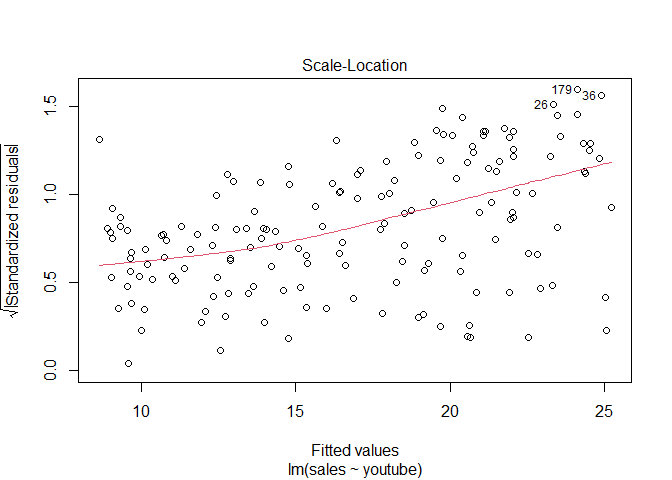 Scale-Location
√|Standardized residuals|
1.5
1.0
0.5
0.0
179
36
26
10 15 20 25
Fitted values
lm(sales ~ youtube)